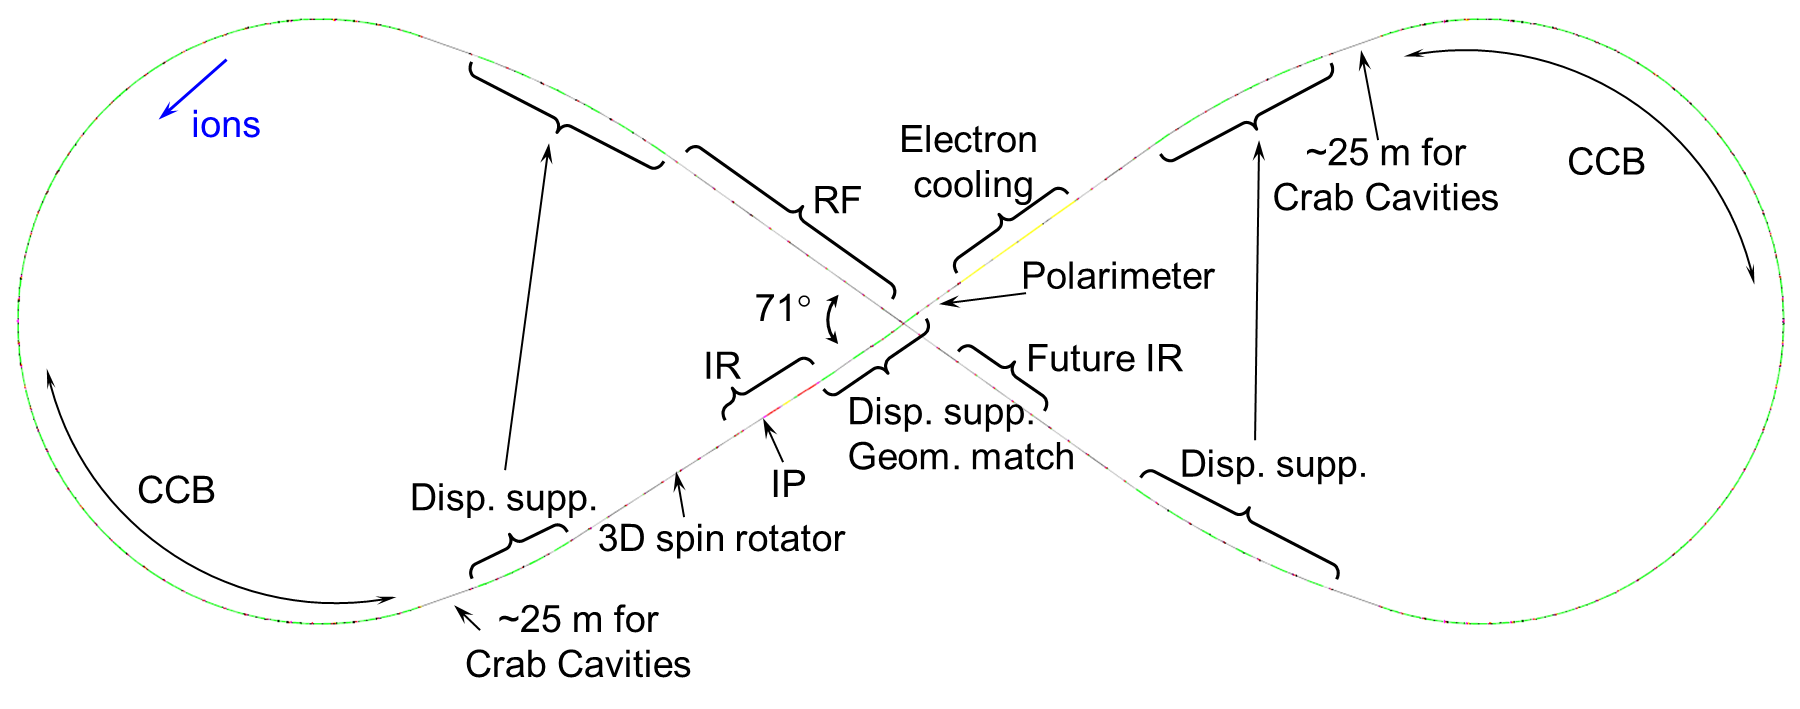 ions
Electron
cooling
~25 m for
Crab Cavities
CCB
RF
Polarimeter
71°
IR
Future IR
Disp. supp.
Geom. match
Disp. supp.
IP
CCB
Disp. supp.
3D spin rotator
~25 m for
Crab Cavities